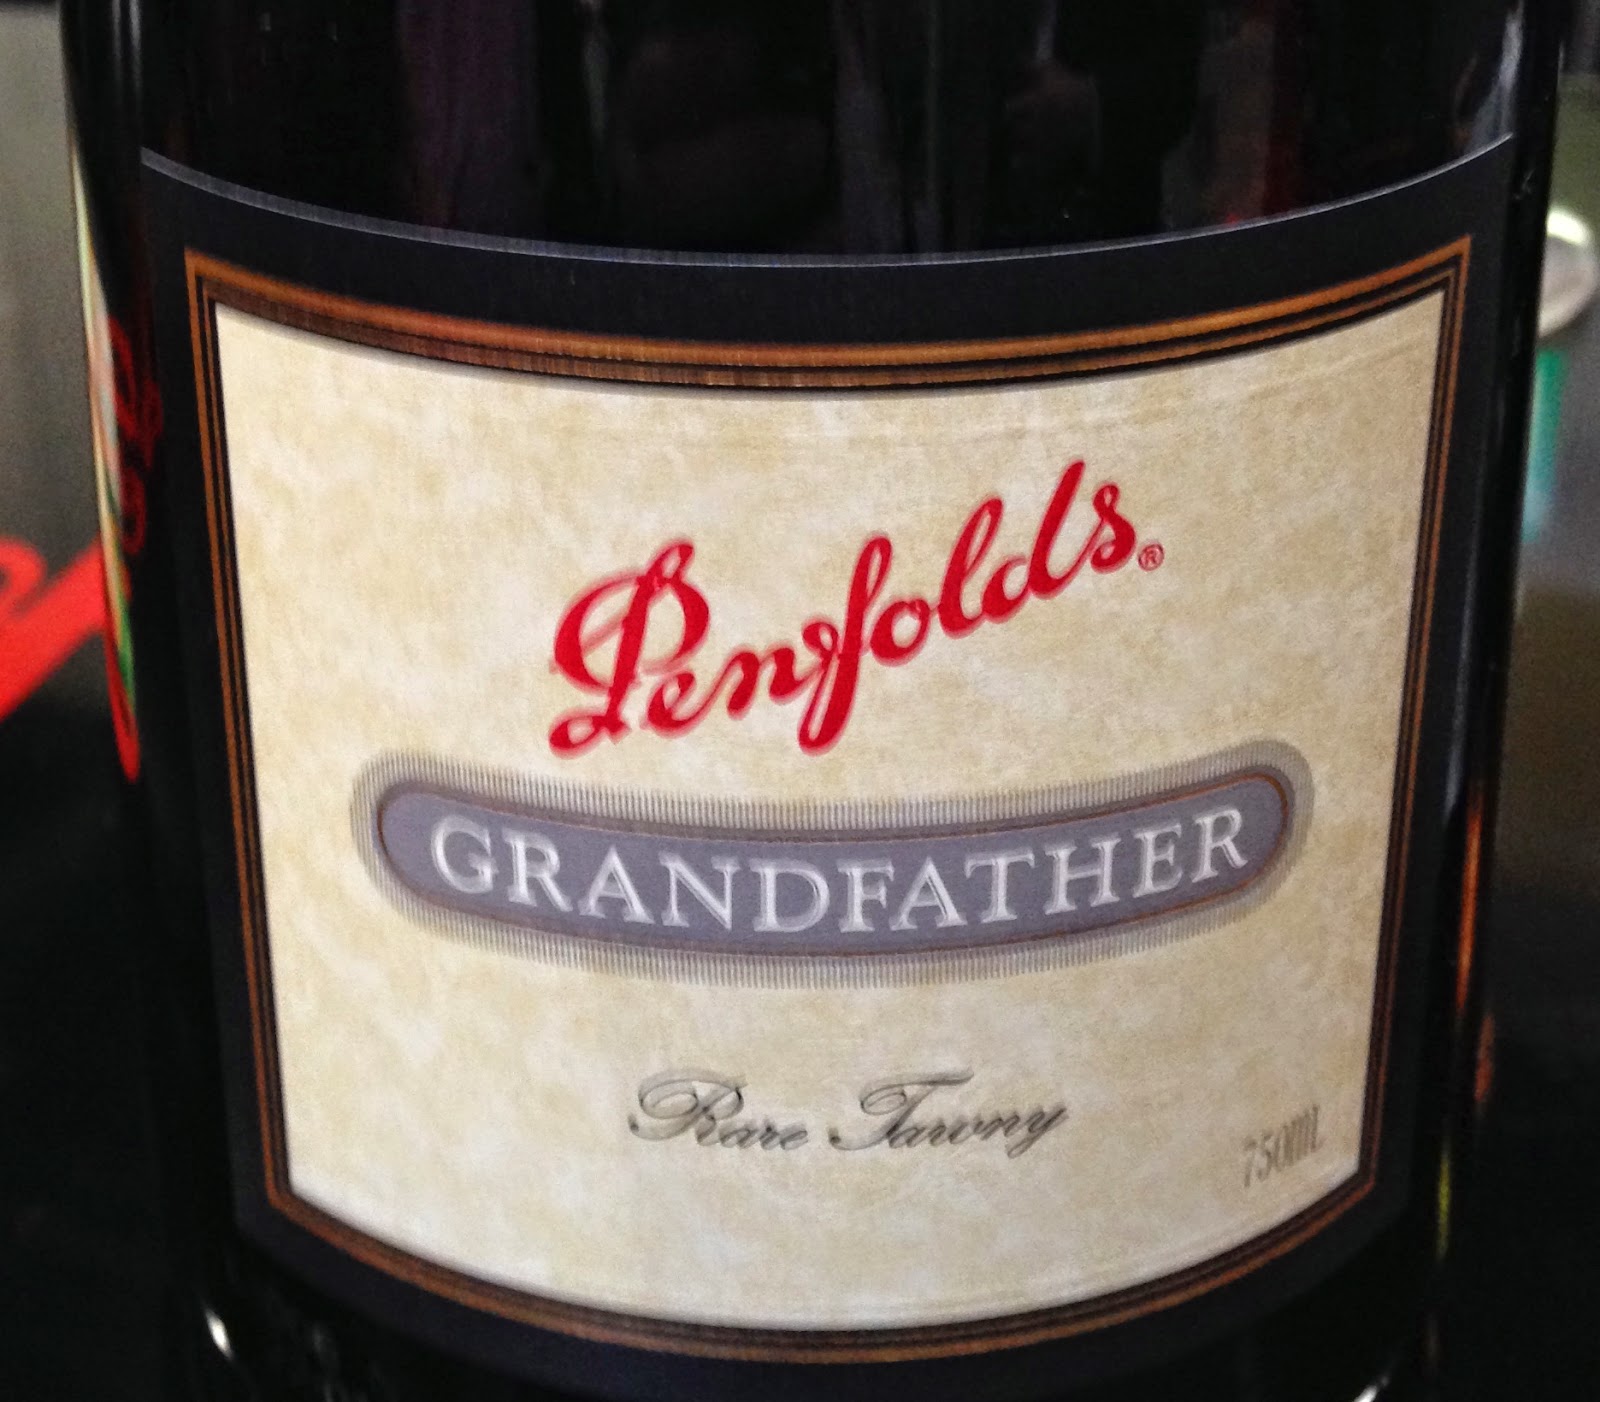 Penfolds®
GRANDFATHER
Rare Tawny
750mL